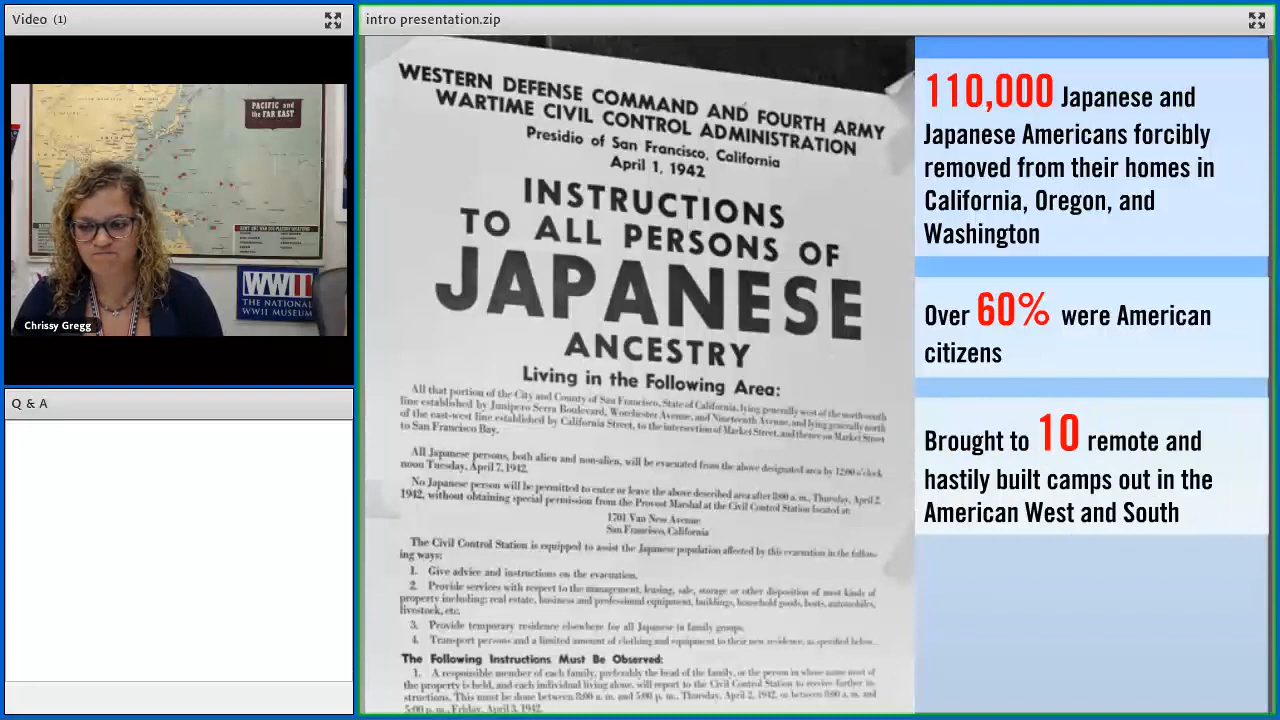 Video (1)
PACIFIC and
the FAR EAST
WWII
THE NATIONAL
WWII MUSEUM
Chrissy Gregg
Q & A
intro presentation.zip
WESTERN DEFENSE COMMAND AND FOURTH ARMY
WARTIME CIVIL CONTROL ADMINISTRATION
Presidio of San Francisco, California
April 1, 1942
INSTRUCTIONS
TO ALL PERSONS OF
JAPANESE
ANCESTRY
Living in the Following Area:
All that portion of the City and County of San Francisco, State of California, lying generally west of the north-south
line established by Junipero Serra Boulevard, Worchester Avenue, and Nineteenth Avenue, and lying generally north
of the east-west line established by California Street, to the intersection of Market Street, and thence on Market Street
to San Francisco Bay.
All Japanese persons, both alien and non-alien, will be evacuated from the above designated area by 12:00 o'clock
noon Tuesday, April 7, 1942.
No Japanese person will be permitted to enter or leave the above described area after 8:00 a. m., Thursday, April 2,
1942, without obtaining special permission from the Provost Marshal at the Civil Control Station located at:
1701 Van Ness Avenue
San Francisco, California
The Civil Control Station is equipped to assist the Japanese population affected by this evacuation in the follow-
ing ways:
1. Give advice and instructions on the evacuation.
2. Provide services with respect to the management, leasing, sale, storage or other disposition of most kinds of
property including: real estate, business and professional equipment, buildings, household goods, boats, automobiles,
livestock, etc.
3. Provide temporary residence elsewhere for all Japanese in family groups.
4. Transport persons and a limited amount of clothing and equipment to their new residence, as specified below.
The Following Instructions Must Be Observed:
1. A responsible member of each family, preferably the head of the family, or the person in whose name most of
the property is held, and each individual living alone, will report to the Civil Control Station to receive further in-
structions. This must be done between 8:00 a. m. and 5:00 p. m., Thursday, April 2, 1942, or between 8:00 a. m. and
5:00 p. m., Friday, April 3, 1942.
110,000 Japanese and
Japanese Americans forcibly
removed from their homes in
California, Oregon, and
Washington
Over 60% were American
citizens
Brought to 10 remote and
hastily built camps out in the
American West and South